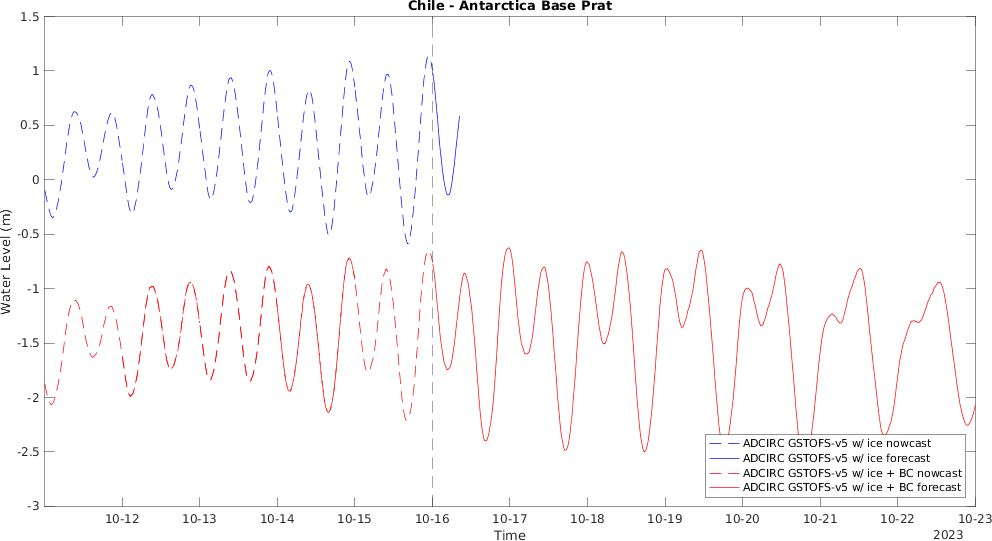 Chile - Antarctica Base Prat
1.5
1
0.5
0
-0.5
-1
-1.5
-2
-2.5
-3
Water Level (m)
ADCIRC GSTOFS-v5 w/ ice nowcast
ADCIRC GSTOFS-v5 w/ ice forecast
ADCIRC GSTOFS-v5 w/ ice + BC nowcast
ADCIRC GSTOFS-v5 w/ ice + BC forecast
10-12 10-13 10-14 10-15 10-16 10-17 10-18 10-19 10-20 10-21 10-22 10-23
Time
2023